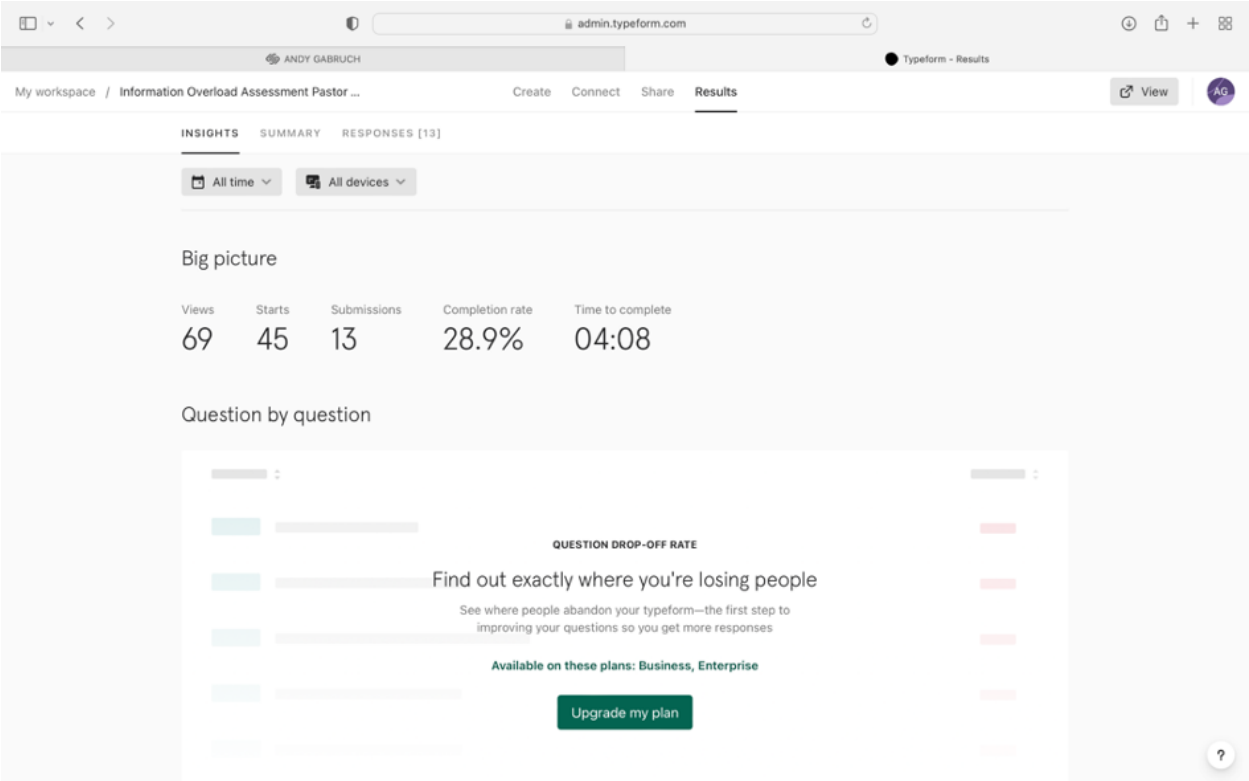 admin.typeform.com
ANDY GABRUCH
Typeform - Results
My workspace / Information Overload Assessment Pastor ...
Create Connect Share Results
View
AG
INSIGHTS SUMMARY RESPONSES [13]
All time All devices
Big picture
Views Starts Submissions Completion rate Time to complete
69 45 13 28.9% 04:08
Question by question
QUESTION DROP-OFF RATE
Find out exactly where you're losing people
See where people abandon your typeform—the first step to
improving your questions so you get more responses
Available on these plans: Business, Enterprise
Upgrade my plan
?